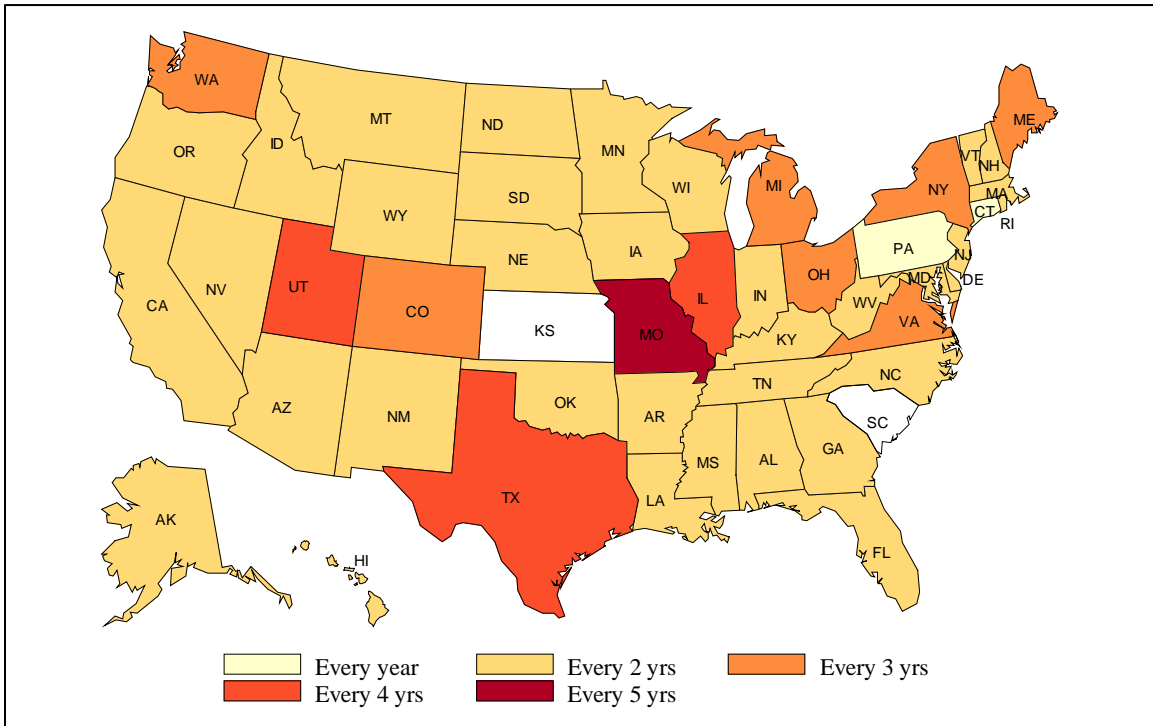 WA
ME
MT
ND
ID
MN
OR
VT
NH
WI
MI
NY
MA
SD
WY
CT
RI
PA
IA
NJ
NE
OH
MD
DE
UT
NV
IN
IL
WV
CA
CO
VA
KS
MO
KY
NC
TN
OK
AZ
NM
AR
SC
GA
MS
AL
TX
LA
AK
FL
HI
Every year
Every 2 yrs
Every 3 yrs
Every 4 yrs
Every 5 yrs